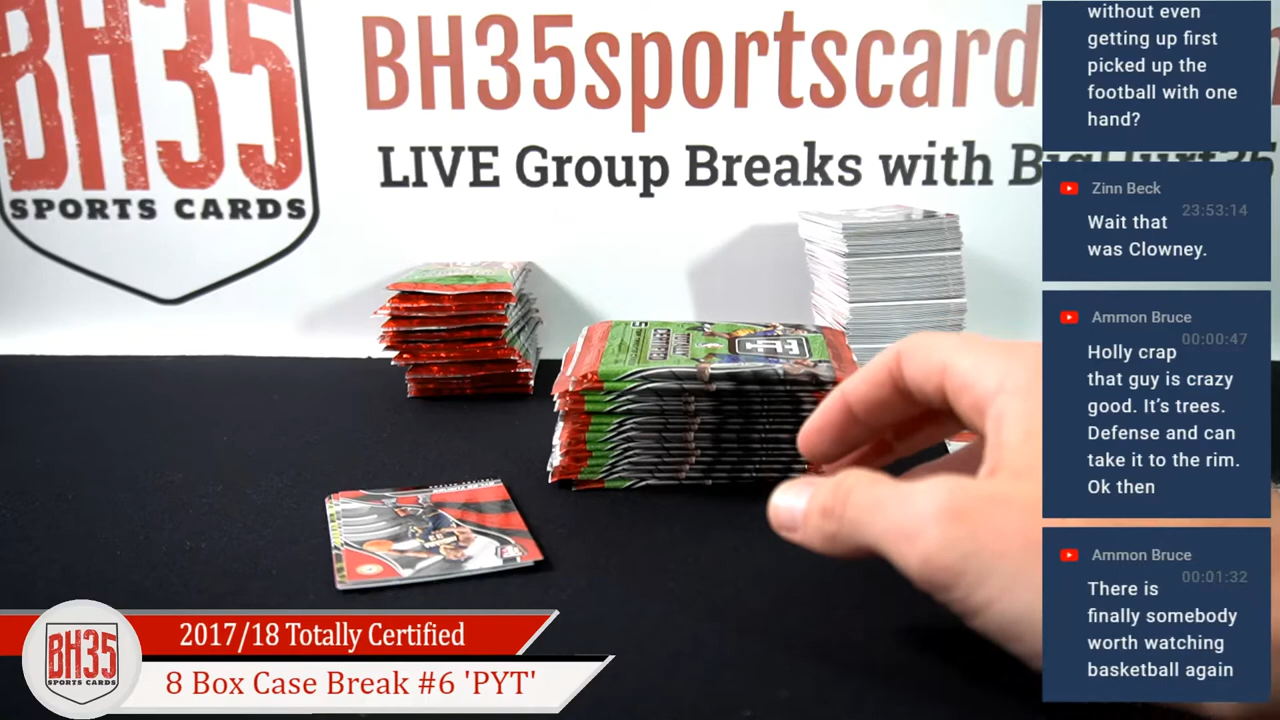 BH35
SPORTS CARDS
BH35sportscard
LIVE Group Breaks with
without even
getting up first
picked up the
football with one
hand?
Zinn Beck
23:53:14
Wait that
was Clowney.
Ammon Bruce
00:00:47
Holly crap
that guy is crazy
good. It's trees.
Defense and can
take it to the rim.
Ok then
Ammon Bruce
00:01:32
There is
finally somebody
worth watching
basketball again
TOTALLY
CERTIFIED
BH35
SPORTS CARDS
2017/18 Totally Certified
8 Box Case Break #6 'PYT'